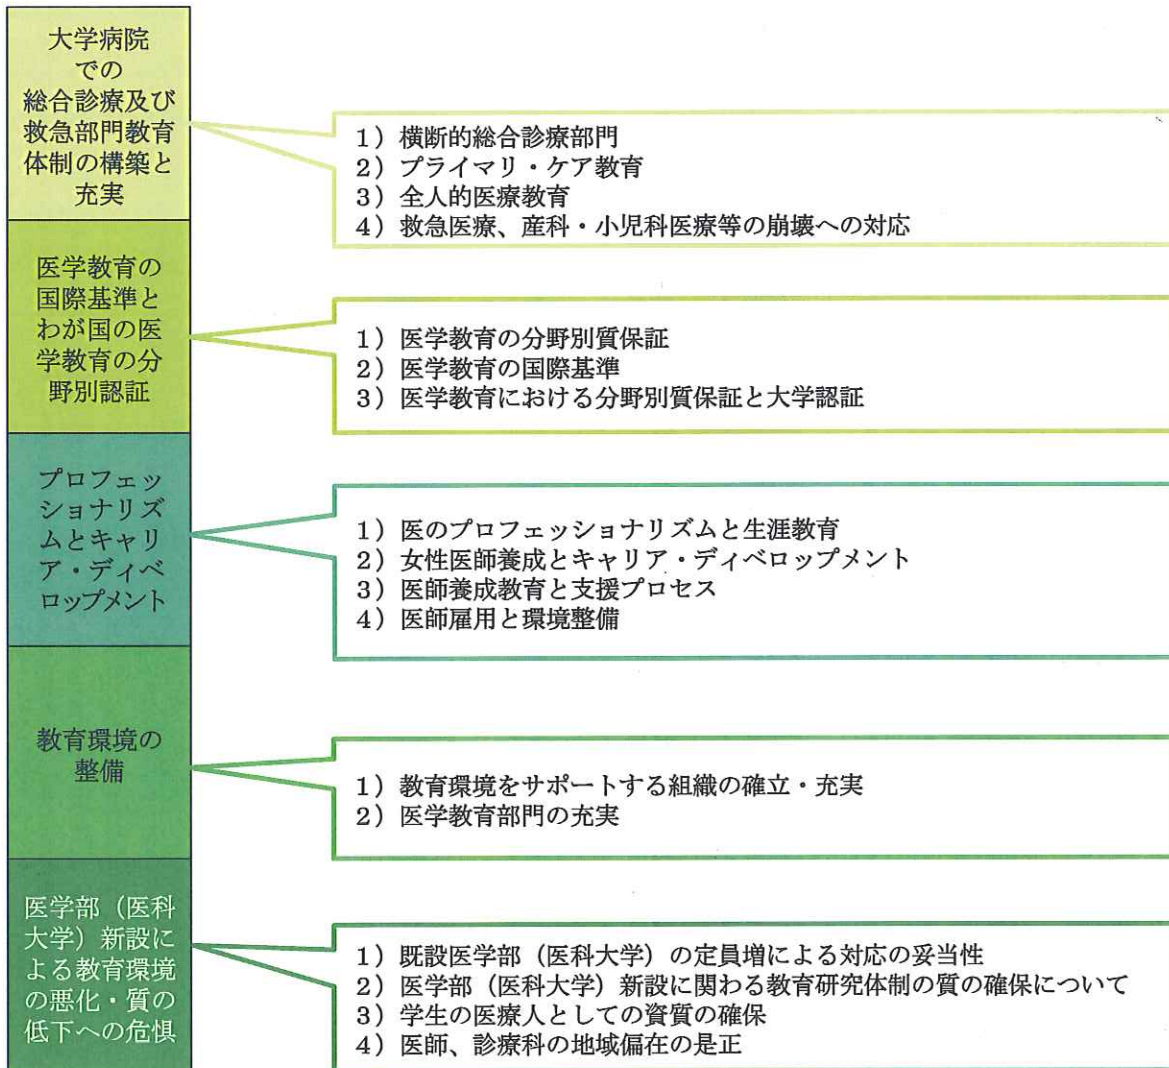 大学病院
での
総合診療及び
救急部門教育
体制の構築と
充実
1）横断的総合診療部門
2）プライマリ・ケア教育
3）全人的医療教育
4）救急医療、産科・小児科医療等の崩壊への対応
医学教育の
国際基準と
わが国の医
学教育の分
野別認証
1）医学教育の分野別質保証
2）医学教育の国際基準
3）医学教育における分野別質保証と大学認証
プロフェッ
ショナリズ
ムとキャリ
ア・ディベ
ロップメント
1）医のプロフェッショナリズムと生涯教育
2）女性医師養成とキャリア・ディベロップメント
3）医師養成教育と支援プロセス
4）医師雇用と環境整備
教育環境の
整備
1）教育環境をサポートする組織の確立・充実
2）医学教育部門の充実
医学部（医科
大学）新設に
よる教育環境
の悪化・質の
低下への危惧
1）既設医学部（医科大学）の定員増による対応の妥当性
2）医学部（医科大学）新設に関わる教育研究体制の質の確保について
3）学生の医療人としての資質の確保
4）医師、診療科の地域偏在の是正